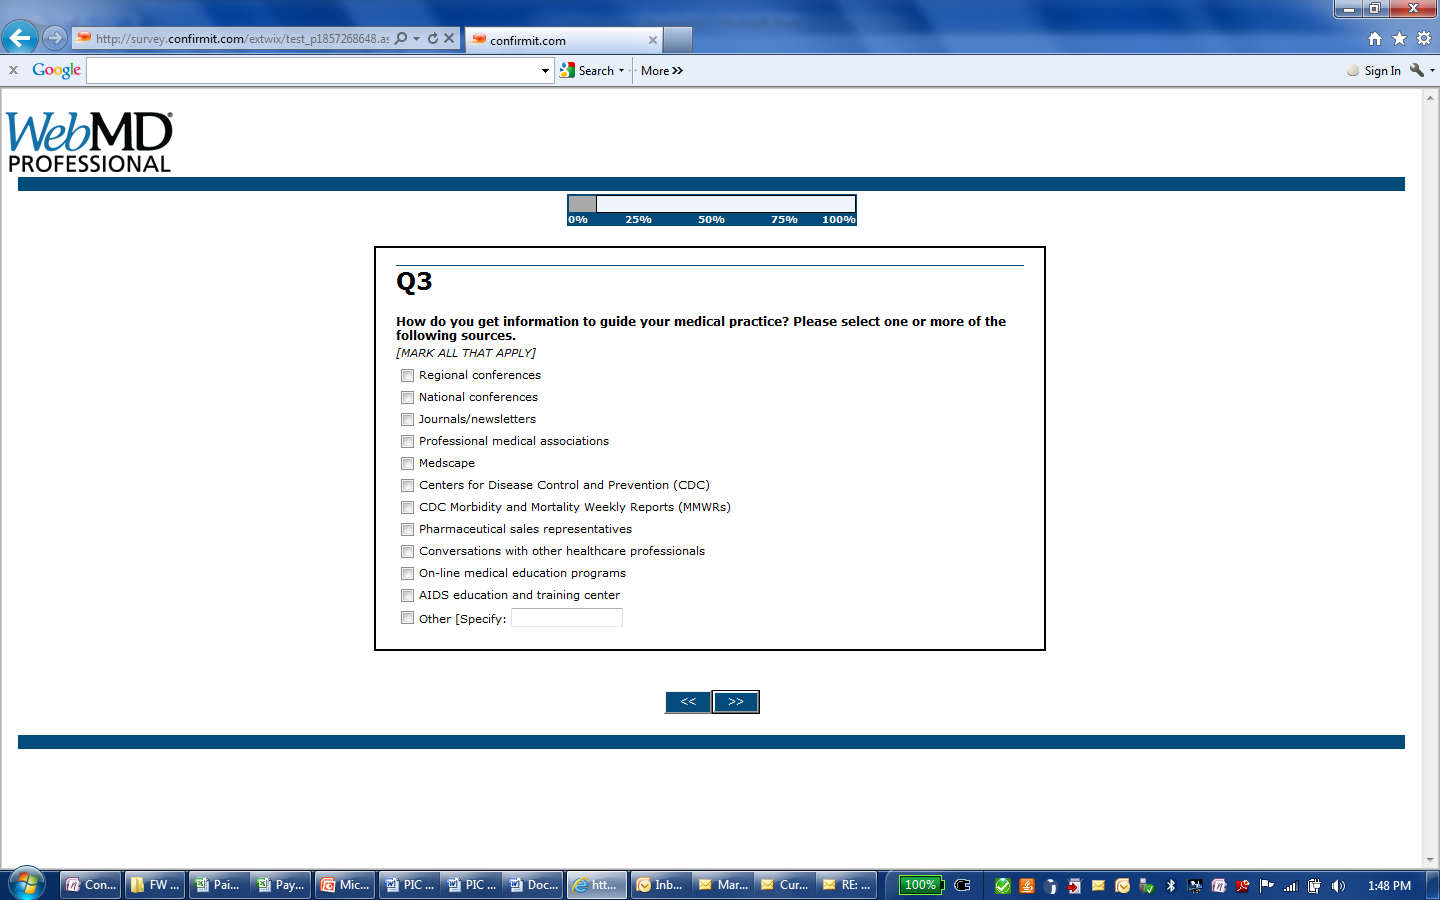 http://survey.confirmit.com/extwix/test_p1857268648.as
confirmit.com
x Google
Search
More
Sign In
WebMD
PROFESSIONAL
0% 25% 50% 75% 100%
Q3
How do you get information to guide your medical practice? Please select one or more of the
following sources.
[MARK ALL THAT APPLY]
Regional conferences
National conferences
Journals/newsletters
Professional medical associations
Medscape
Centers for Disease Control and Prevention (CDC)
CDC Morbidity and Mortality Weekly Reports (MMWRs)
Pharmaceutical sales representatives
Conversations with other healthcare professionals
On-line medical education programs
AIDS education and training center
Other [Specify:
<< >>
Con... FW ... Pai... Pay... Mic... PIC ... PIC ... Doc... htt... Inb... Mar... Cur... RE: ... 100% 1:48 PM